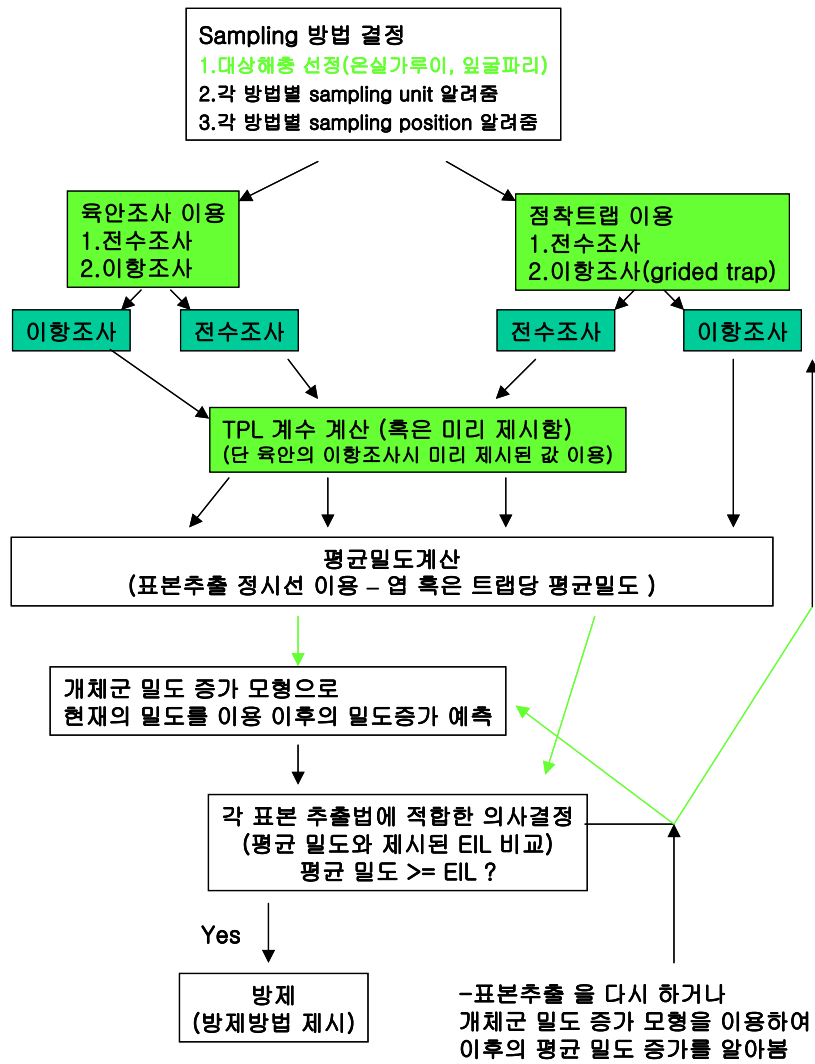 Sampling 방법 결정
1.대상해충 선정(온실가루이, 잎굴파리)
2.각 방법별 sampling unit 알려줌
3.각 방법별 sampling position 알려줌
육안조사 이용
1.전수조사
2.이항조사
점착트랩 이용
1.전수조사
2.이항조사(grided trap)
이항조사
전수조사
전수조사
이항조사
TPL 계수 계산 (혹은 미리 제시함)
(단 육안의 이항조사시 미리 제시된 값 이용)
평균밀도계산
(표본추출 정시선 이용 – 엽 혹은 트랩당 평균밀도 )
개체군 밀도 증가 모형으로
현재의 밀도를 이용 이후의 밀도증가 예측
각 표본 추출법에 적합한 의사결정
(평균 밀도와 제시된 EIL 비교)
평균 밀도 >= EIL ?
Yes
방제
(방제방법 제시)
-표본추출 을 다시 하거나
개체군 밀도 증가 모형을 이용하여
이후의 평균 밀도 증가를 알아봄